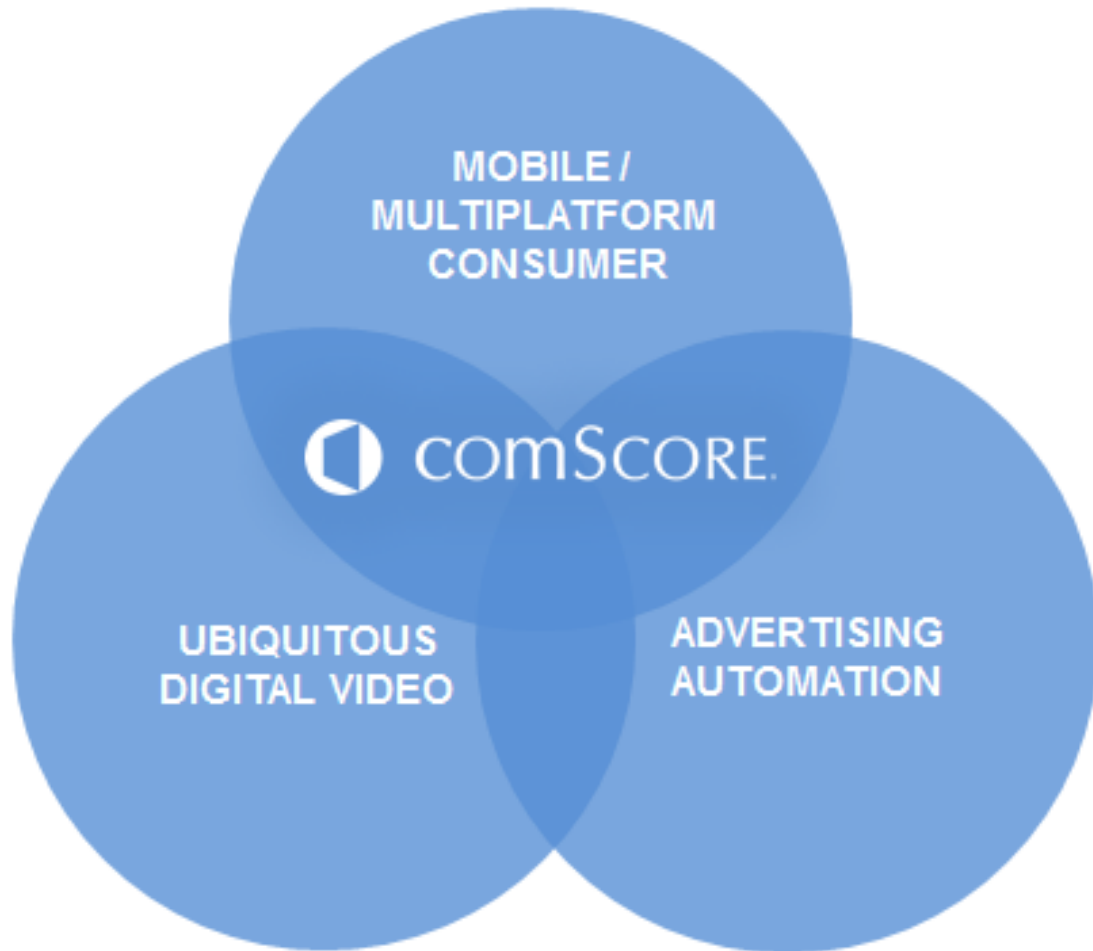 MOBILE /
MULTIPLATFORM
CONSUMER
comSCORE.
UBIQUITOUS
DIGITAL VIDEO
ADVERTISING
AUTOMATION